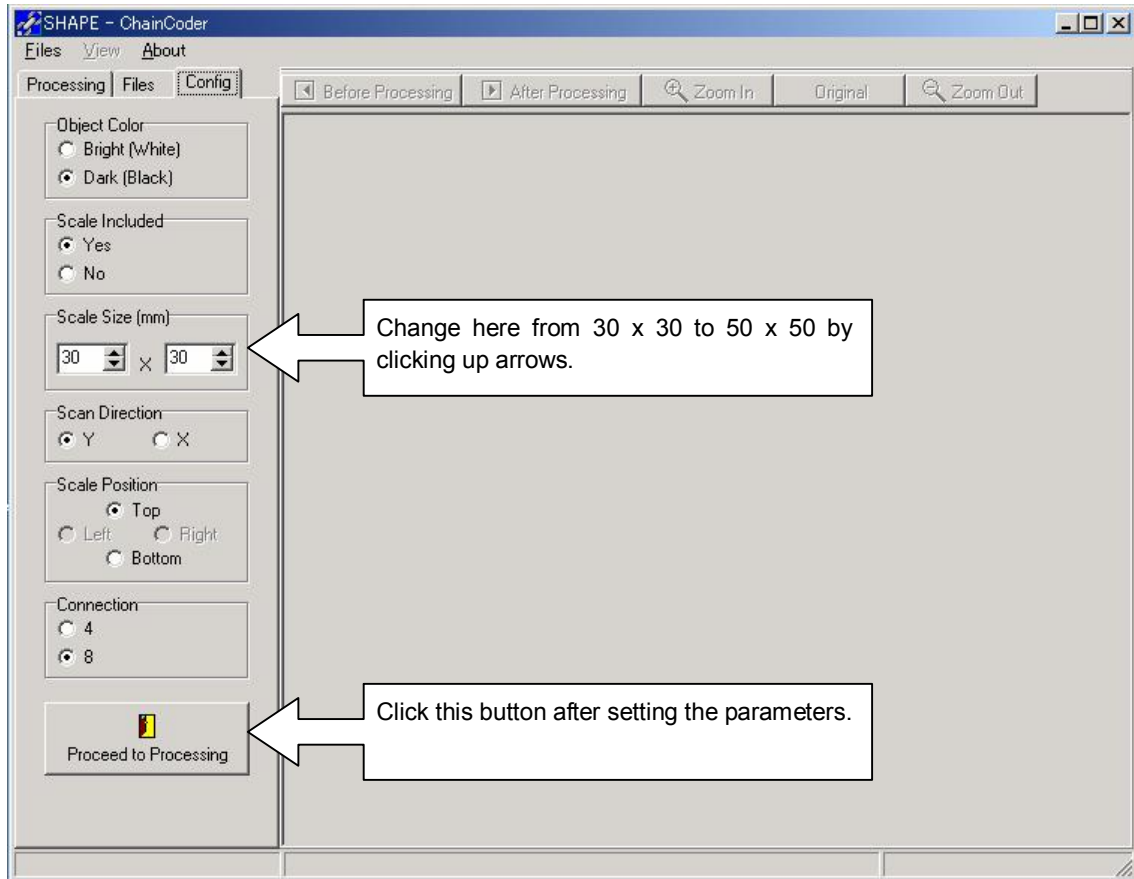 SHAPE - ChainCoder
Files View About
Processing Files Config
Before Processing After Processing Zoom In Original Zoom Out
Object Color
Bright (White)
Dark (Black)
Scale Included
Yes
No
Scale Size (mm)
30 X 30
Change here from 30 x 30 to 50 x 50 by
clicking up arrows.
Scan Direction
Y X
Scale Position
Top
Left Right
Bottom
Connection
4
8
Click this button after setting the parameters.
Proceed to Processing